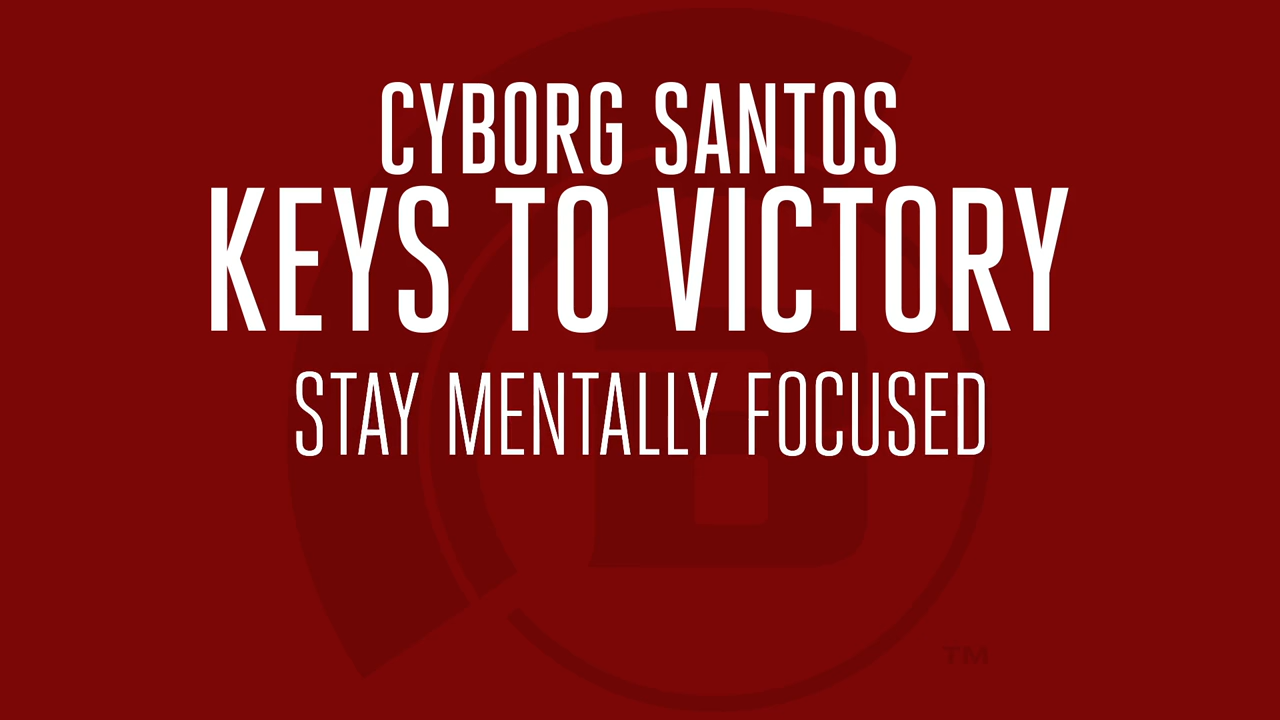 CYBORG SANTOS
KEYS TO VICTORY
STAY MENTALLY FOCUSED
B
TM